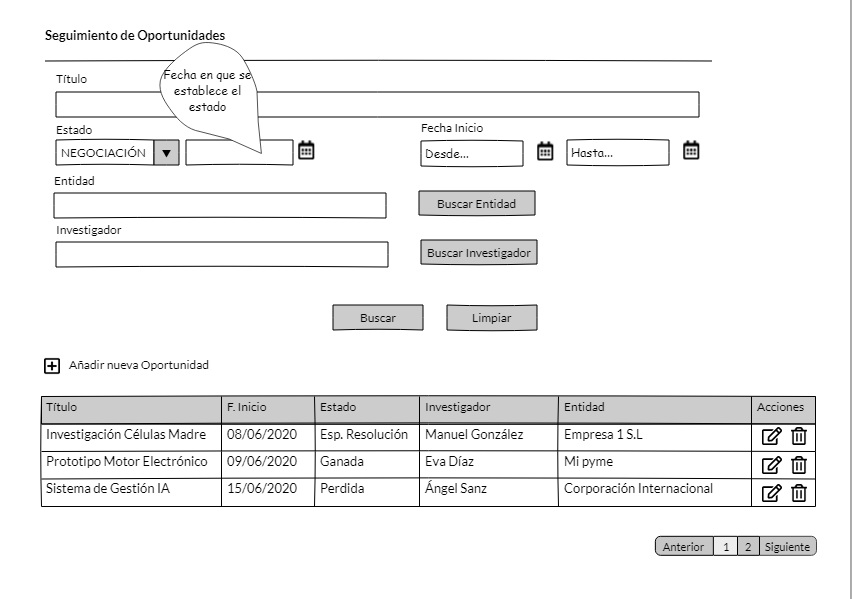 Seguimiento de Oportunidades
Título
Fecha en que se
establece el
estado
Estado
Fecha Inicio
NEGOCIACIÓN
Desde...
Hasta...
Entidad
Buscar Entidad
Investigador
Buscar Investigador
Buscar
Limpiar
Añadir nueva Oportunidad
Título F. Inicio Estado Investigador Entidad Acciones
Investigación Células Madre 08/06/2020 Esp. Resolución Manuel González Empresa 1 S.L
Prototipo Motor Electrónico 09/06/2020 Ganada Eva Díaz Mi pyme
Sistema de Gestión IA 15/06/2020 Perdida Ángel Sanz Corporación Internacional
Anterior 1 2 Siguiente